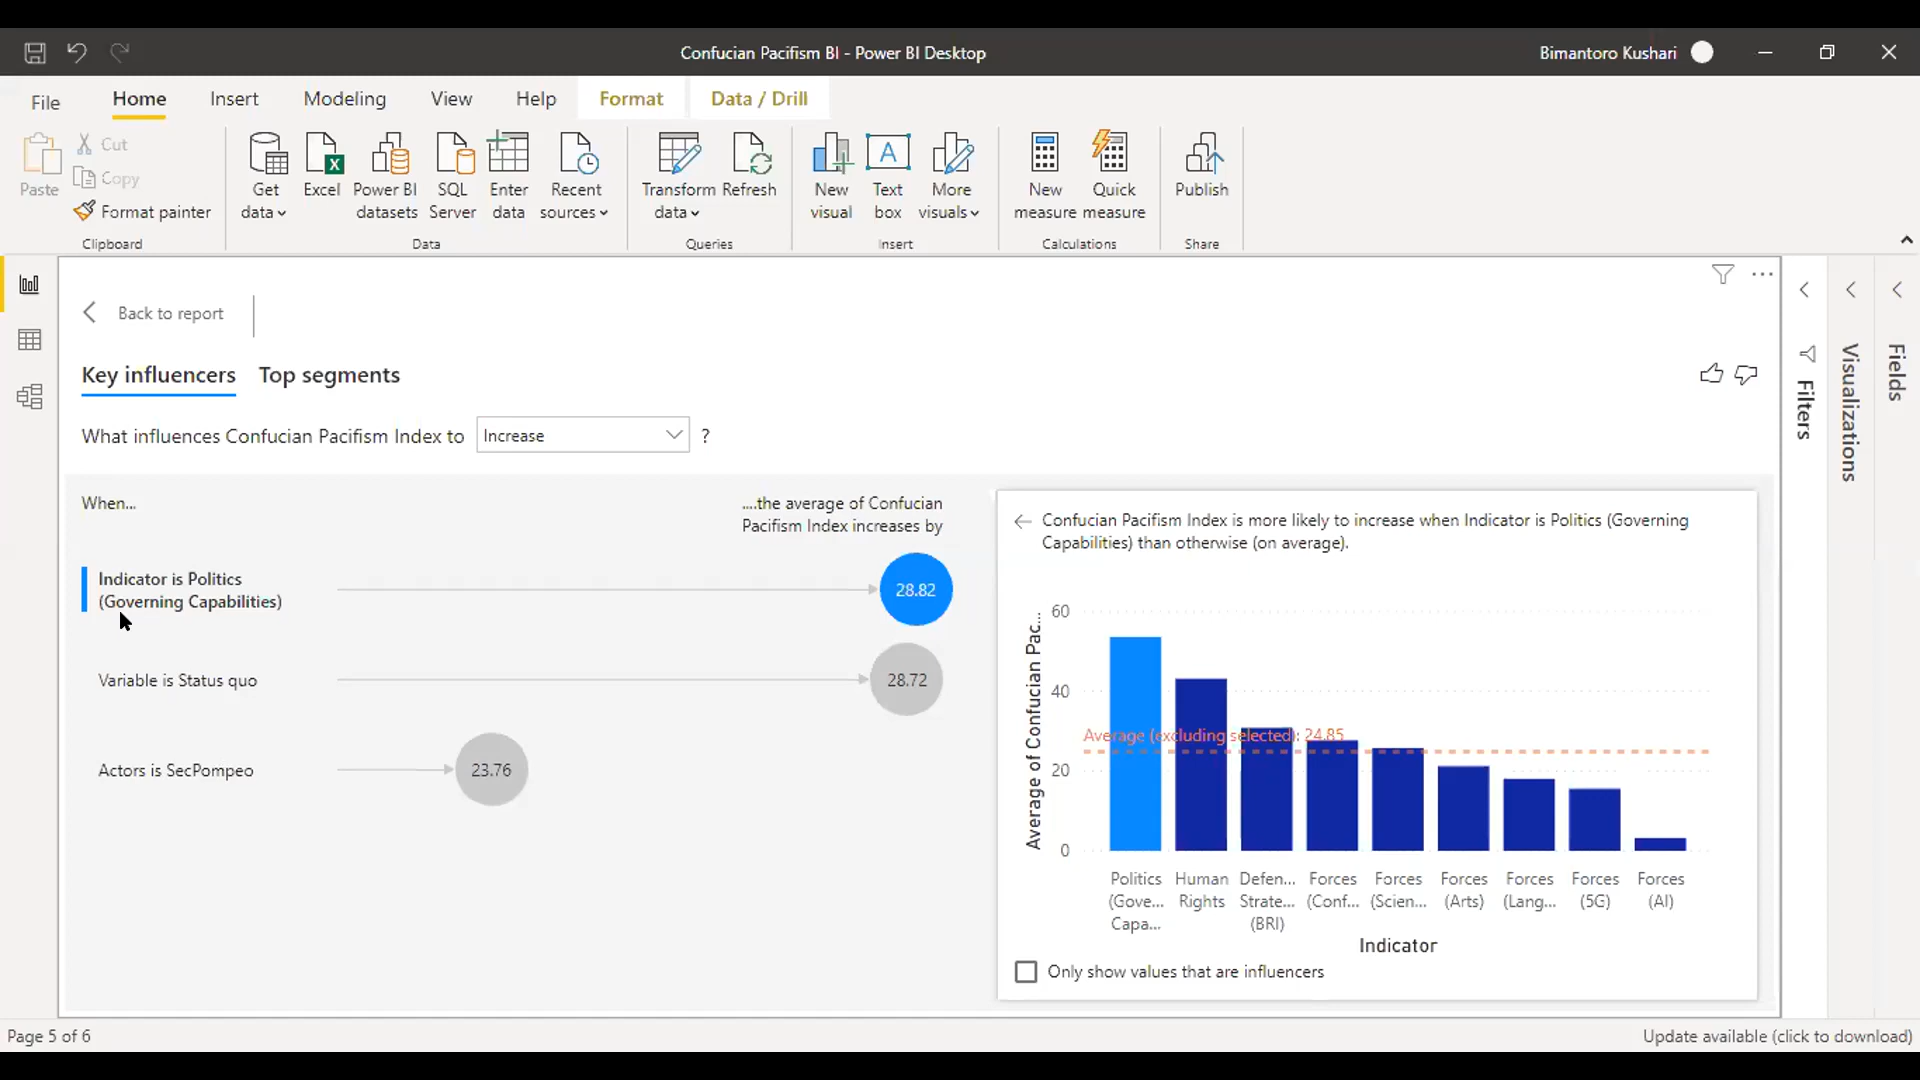 Confucian Pacifism BI - Power BI Desktop
Bimantoro Kushari
File
Home
Insert
Modeling
View
Help
Format
Data / Drill
Paste
Cut
Copy
Format painter
Clipboard
Get
data
Excel
Power BI
datasets
SQL
Server
Enter
data
Recent
sources
Data
Transform
data
Refresh
Queries
New
visual
Text
box
More
visuals
Insert
New
measure
Quick
measure
Calculations
Publish
Share
Back to report
Key influencers
Top segments
What influences Confucian Pacifism Index to
Increase
?
When...
....the average of Confucian
Pacifism Index increases by
Indicator is Politics
(Governing Capabilities)
28.82
Variable is Status quo
28.72
Actors is SecPompeo
23.76
Confucian Pacifism Index is more likely to increase when Indicator is Politics (Governing
Capabilities) than otherwise (on average).
Average of Confucian Pac...
60
40
20
0
Average (excluding selected): 24.85
Politics
(Gove...
Capa...
Human
Rights
Defen...
Strate...
(BRI)
Forces
(Conf...
Forces
(Scien...
Forces
(Arts)
Forces
(Lang...
Forces
(5G)
Forces
(AI)
Indicator
Only show values that are influencers
Filters
Visualizations
Fields
Page 5 of 6
Update available (click to download)